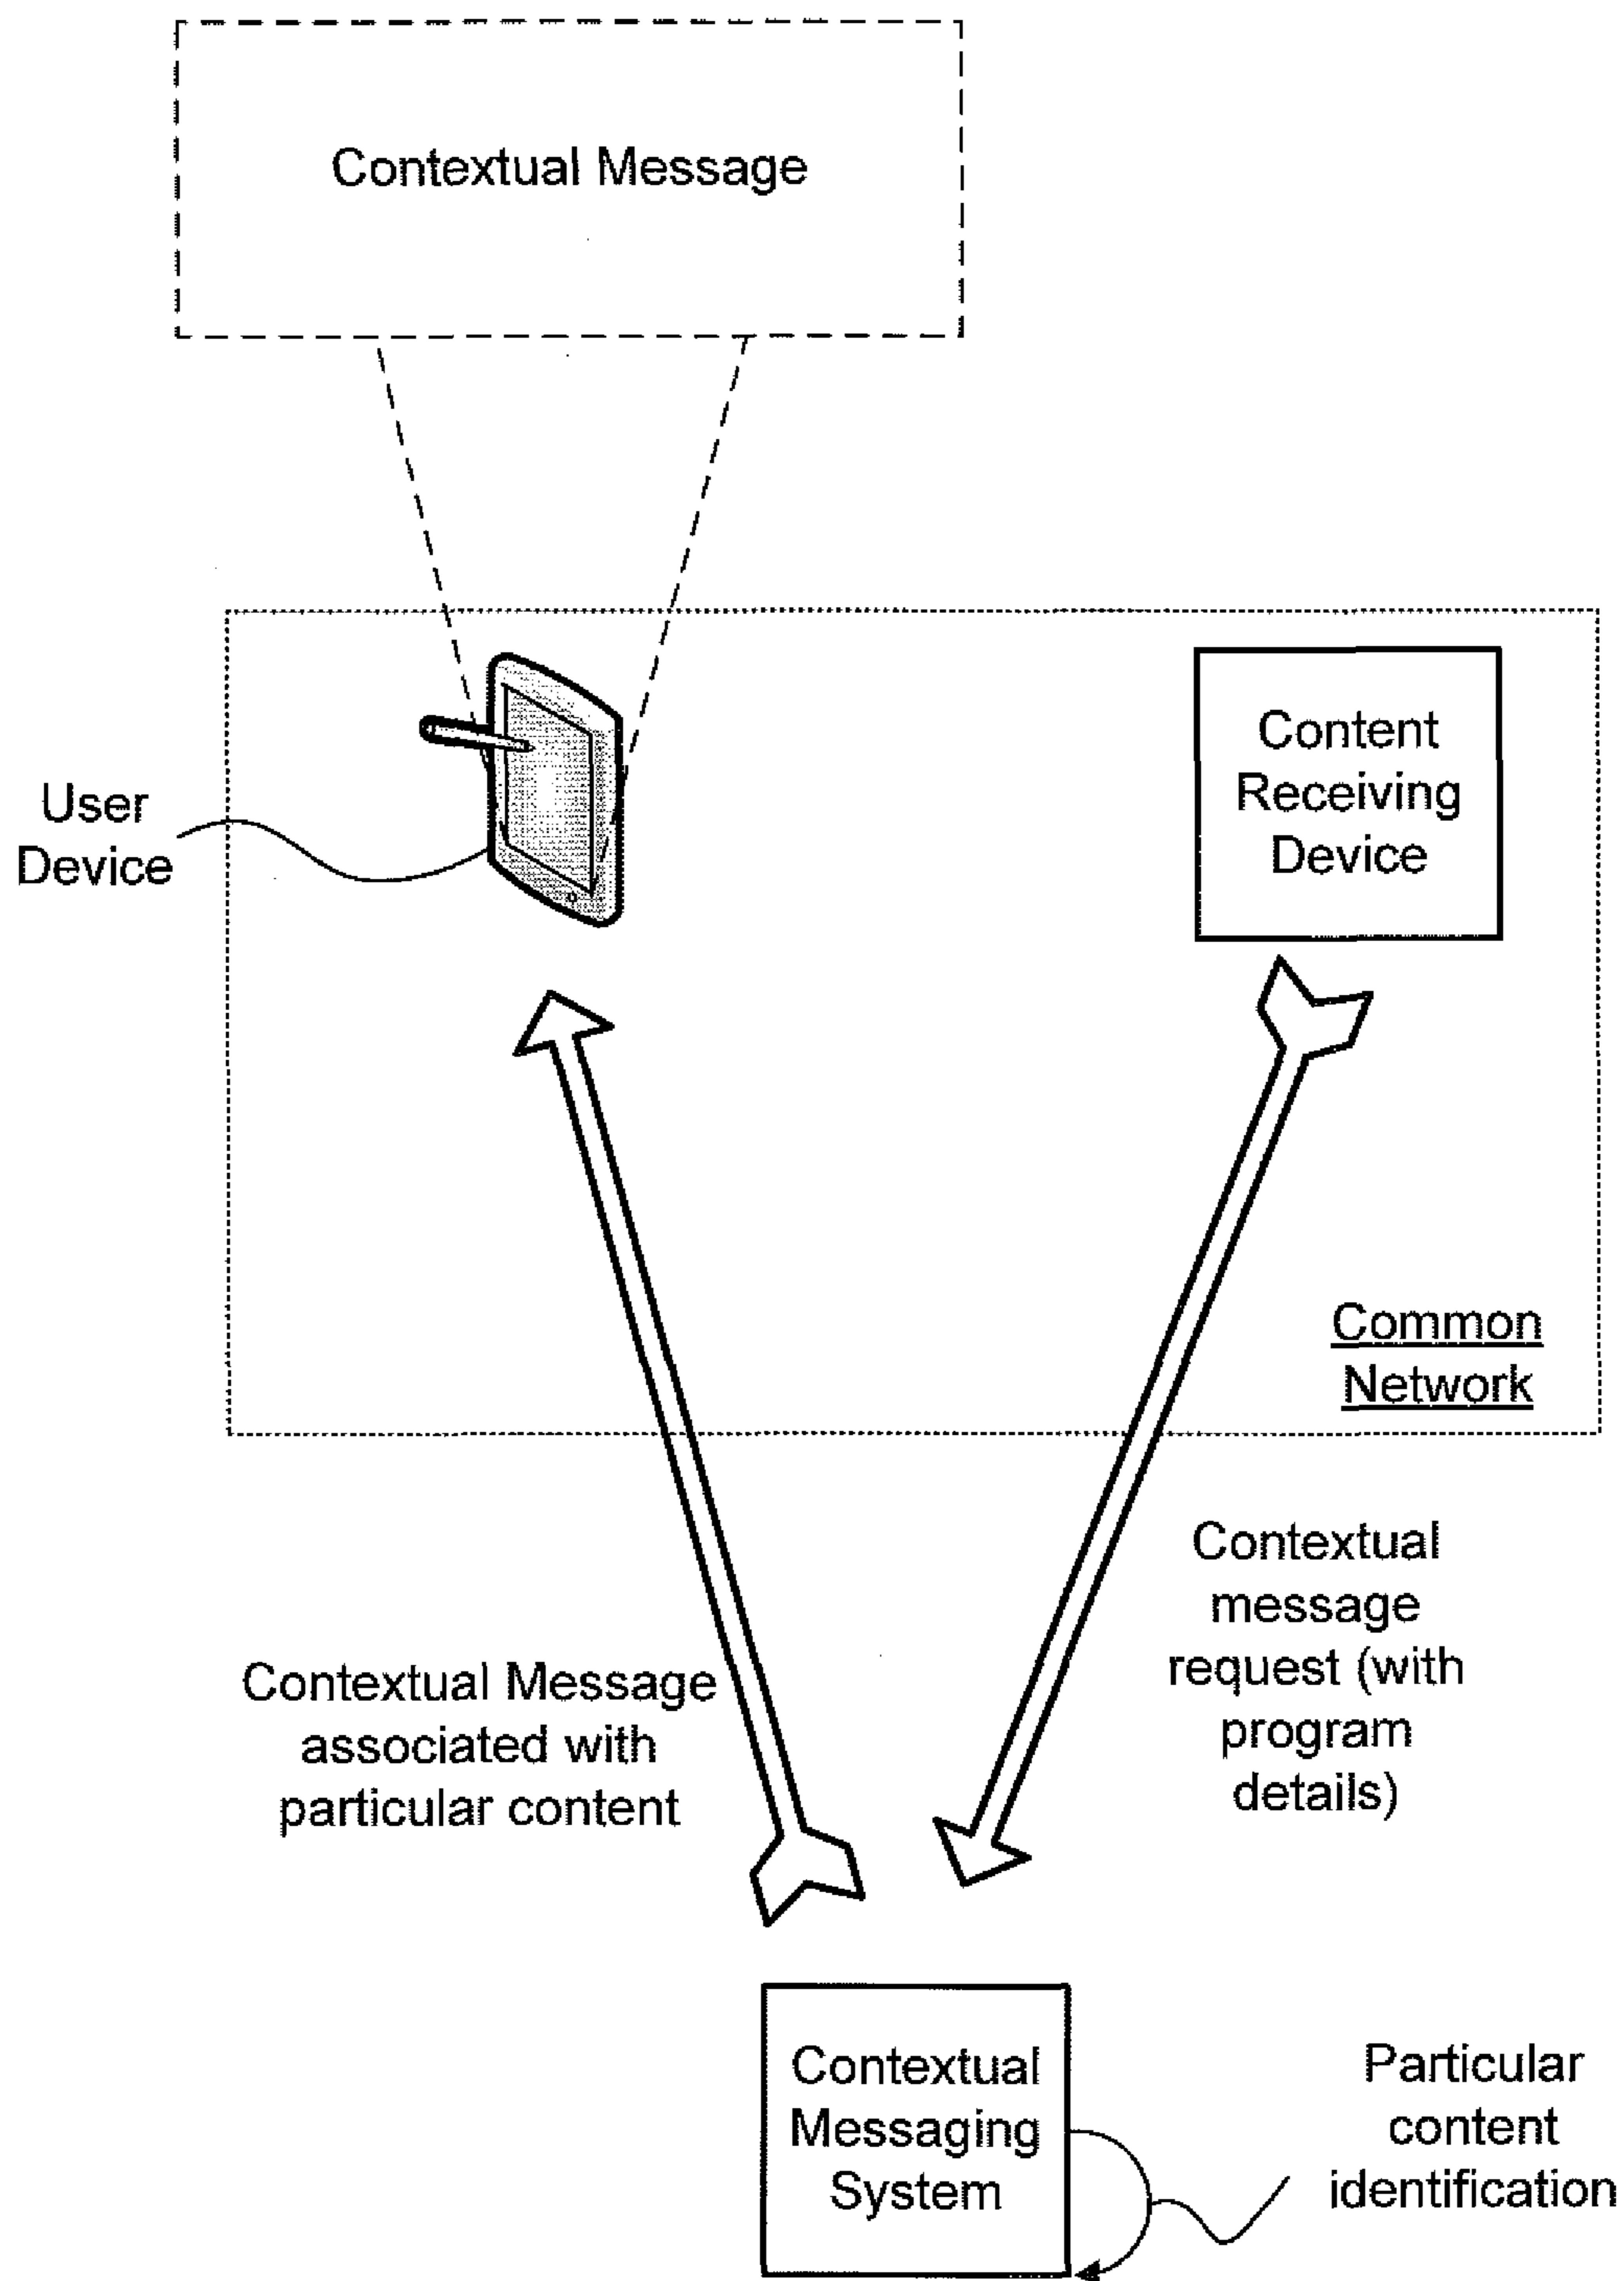 Contextual Message
User
Device
Content
Receiving
Device
Common
Network
Contextual
message
request (with
program
details)
Contextual Message
associated with
particular content
Contextual
Messaging
System
Particular
content
identification